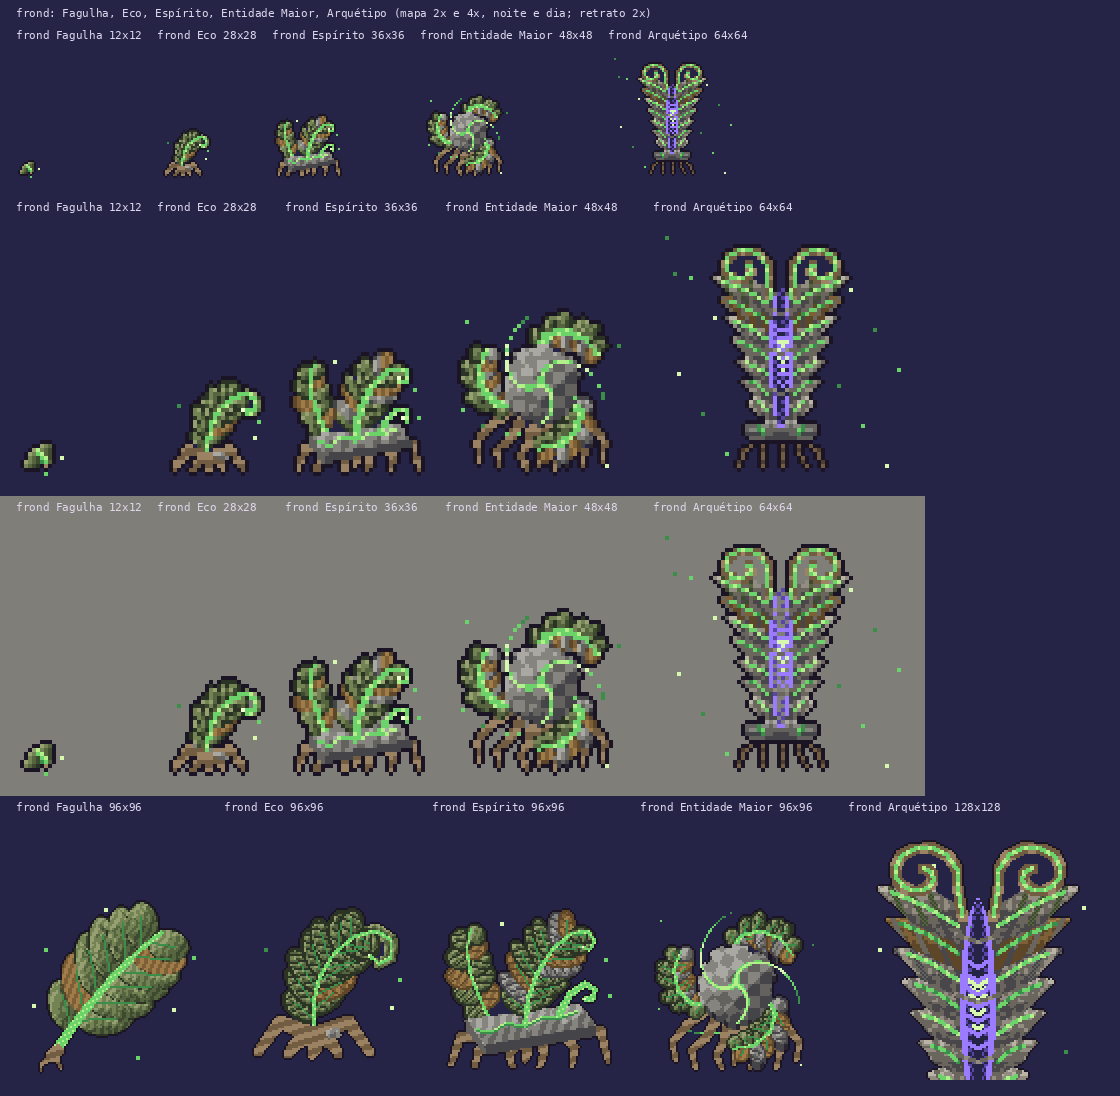 frond: Fagulha, Eco, Espírito, Entidade Maior, Arquétipo (mapa 2x e 4x, noite e dia; retrato 2x)
frond Fagulha 12x12 frond Eco 28x28 frond Espírito 36x36 frond Entidade Maior 48x48 frond Arquétipo 64x64
frond Fagulha 12x12 frond Eco 28x28 frond Espírito 36x36 frond Entidade Maior 48x48 frond Arquétipo 64x64
frond Fagulha 12x12 frond Eco 28x28 frond Espírito 36x36 frond Entidade Maior 48x48 frond Arquétipo 64x64
frond Fagulha 96x96 frond Eco 96x96 frond Espírito 96x96 frond Entidade Maior 96x96 frond Arquétipo 128x128